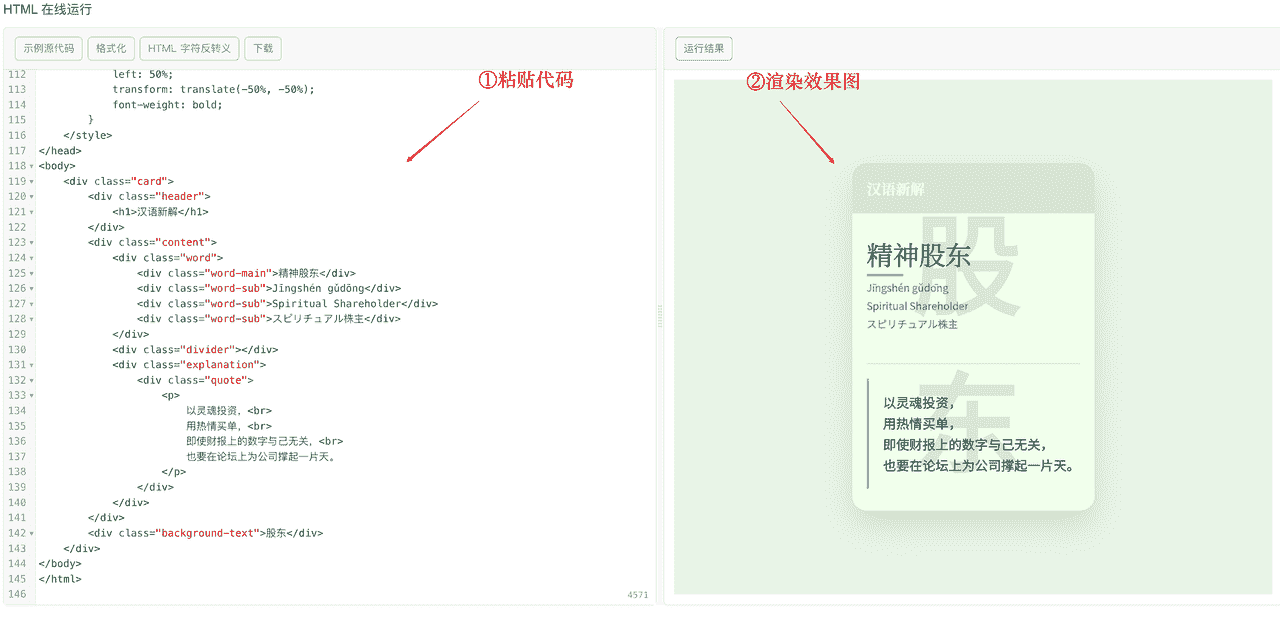 HTML 在线运行
示例源代码 格式化 HTML 字符反转义 下载
①粘贴代码
112 left: 50%;
113 transform: translate(-50%, -50%);
114 font-weight: bold;
115 }
116 </style>
117 </head>
118 <body>
119 <div class="card">
120 <div class="header">
121 <h1>汉语新解</h1>
122 </div>
123 <div class="content">
124 <div class="word">
125 <div class="word-main">精神股东</div>
126 <div class="word-sub">Jīngshén gǔdōng</div>
127 <div class="word-sub">Spiritual Shareholder</div>
128 <div class="word-sub">スピリチュアル株主</div>
129 </div>
130 <div class="divider"></div>
131 <div class="explanation">
132 <div class="quote">
133 <p>
134 以灵魂投资，<br>
135 用热情买单，<br>
136 即使财报上的数字与己无关，<br>
137 也要在论坛上为公司撑起一片天。
138 </p>
139 </div>
140 </div>
141 </div>
142 <div class="background-text">股东</div>
143 </div>
144 </body>
145 </html>
146
4571
运行结果
②渲染效果图
汉语新解
股
精神股东
Jīngshén gǔdōng
Spiritual Shareholder
スピリチュアル株主
东
以灵魂投资，
用热情买单，
即使财报上的数字与己无关，
也要在论坛上为公司撑起一片天。